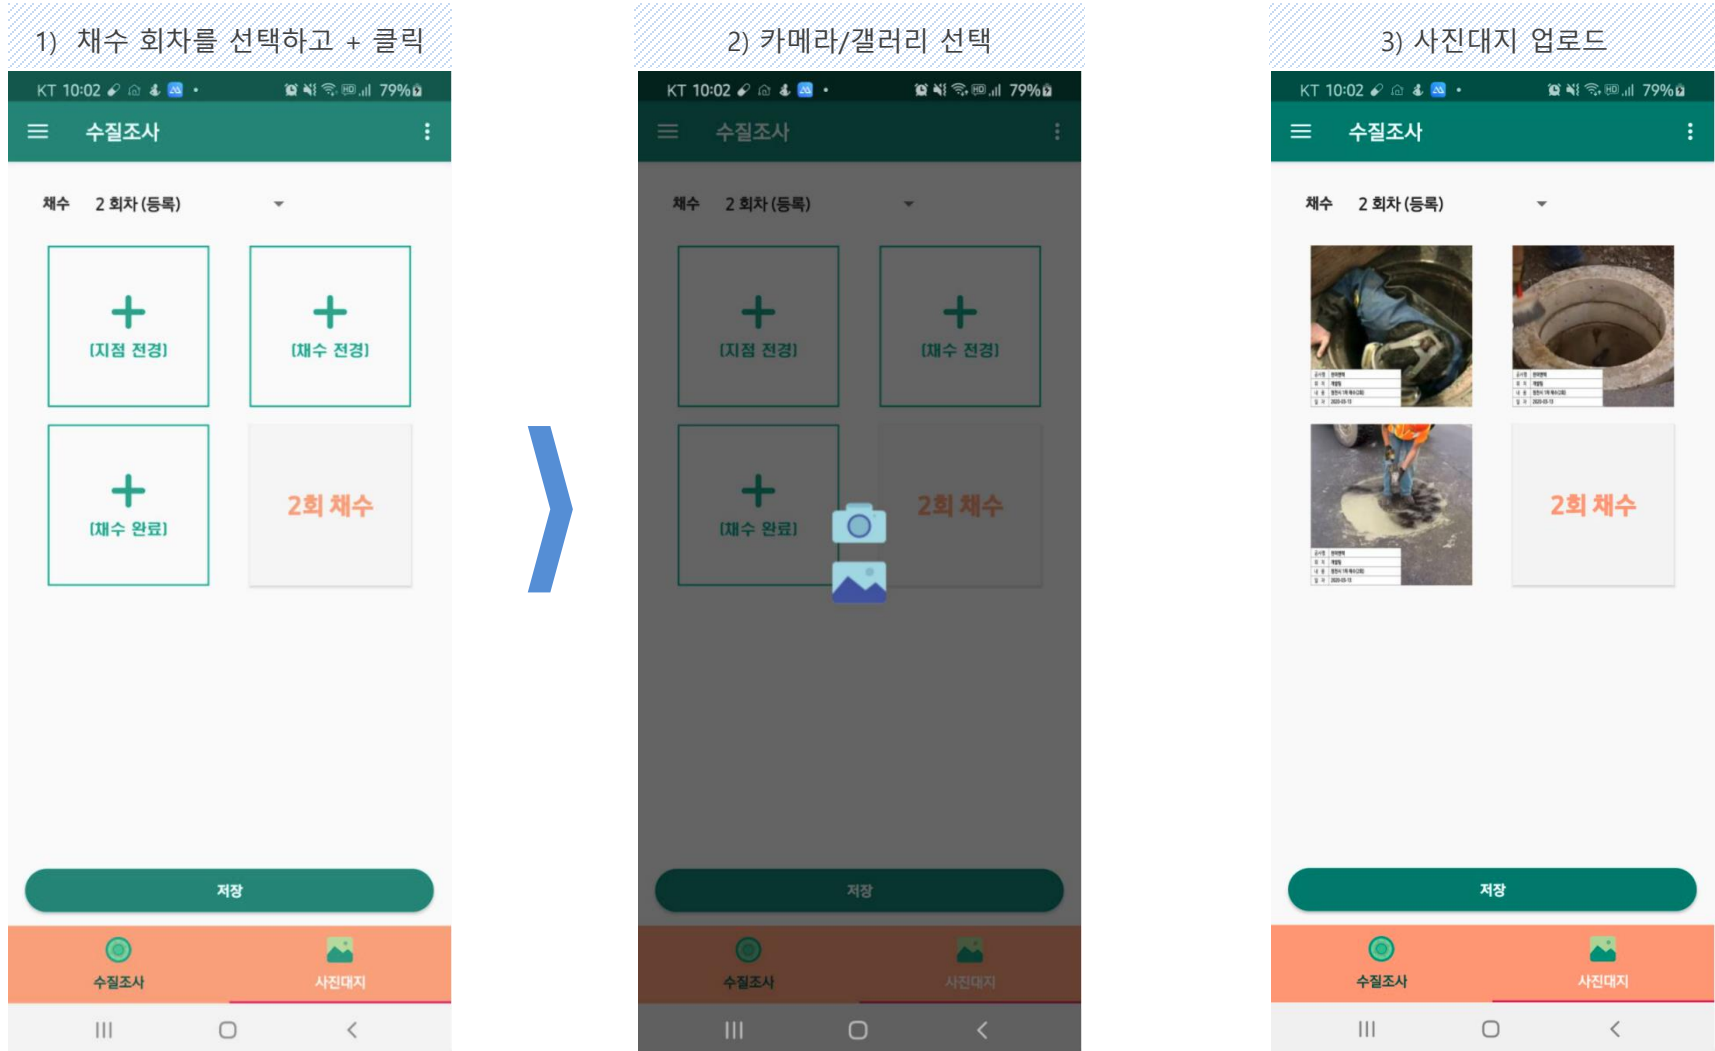 1) 채수 회차를 선택하고 + 클릭
KT 10:02
79%
수질조사
채수 2 회차 (등록)
(지점 전경)
(채수 전경)
(채수 완료)
2회 채수
저장
수질조사
사진대지
2) 카메라/갤러리 선택
KT 10:02
79%
수질조사
채수 2 회차 (등록)
(지점 전경)
(채수 전경)
(채수 완료)
2회 채수
저장
수질조사
사진대지
3) 사진대지 업로드
KT 10:02
79%
수질조사
채수 2 회차 (등록)
2회 채수
저장
수질조사
사진대지